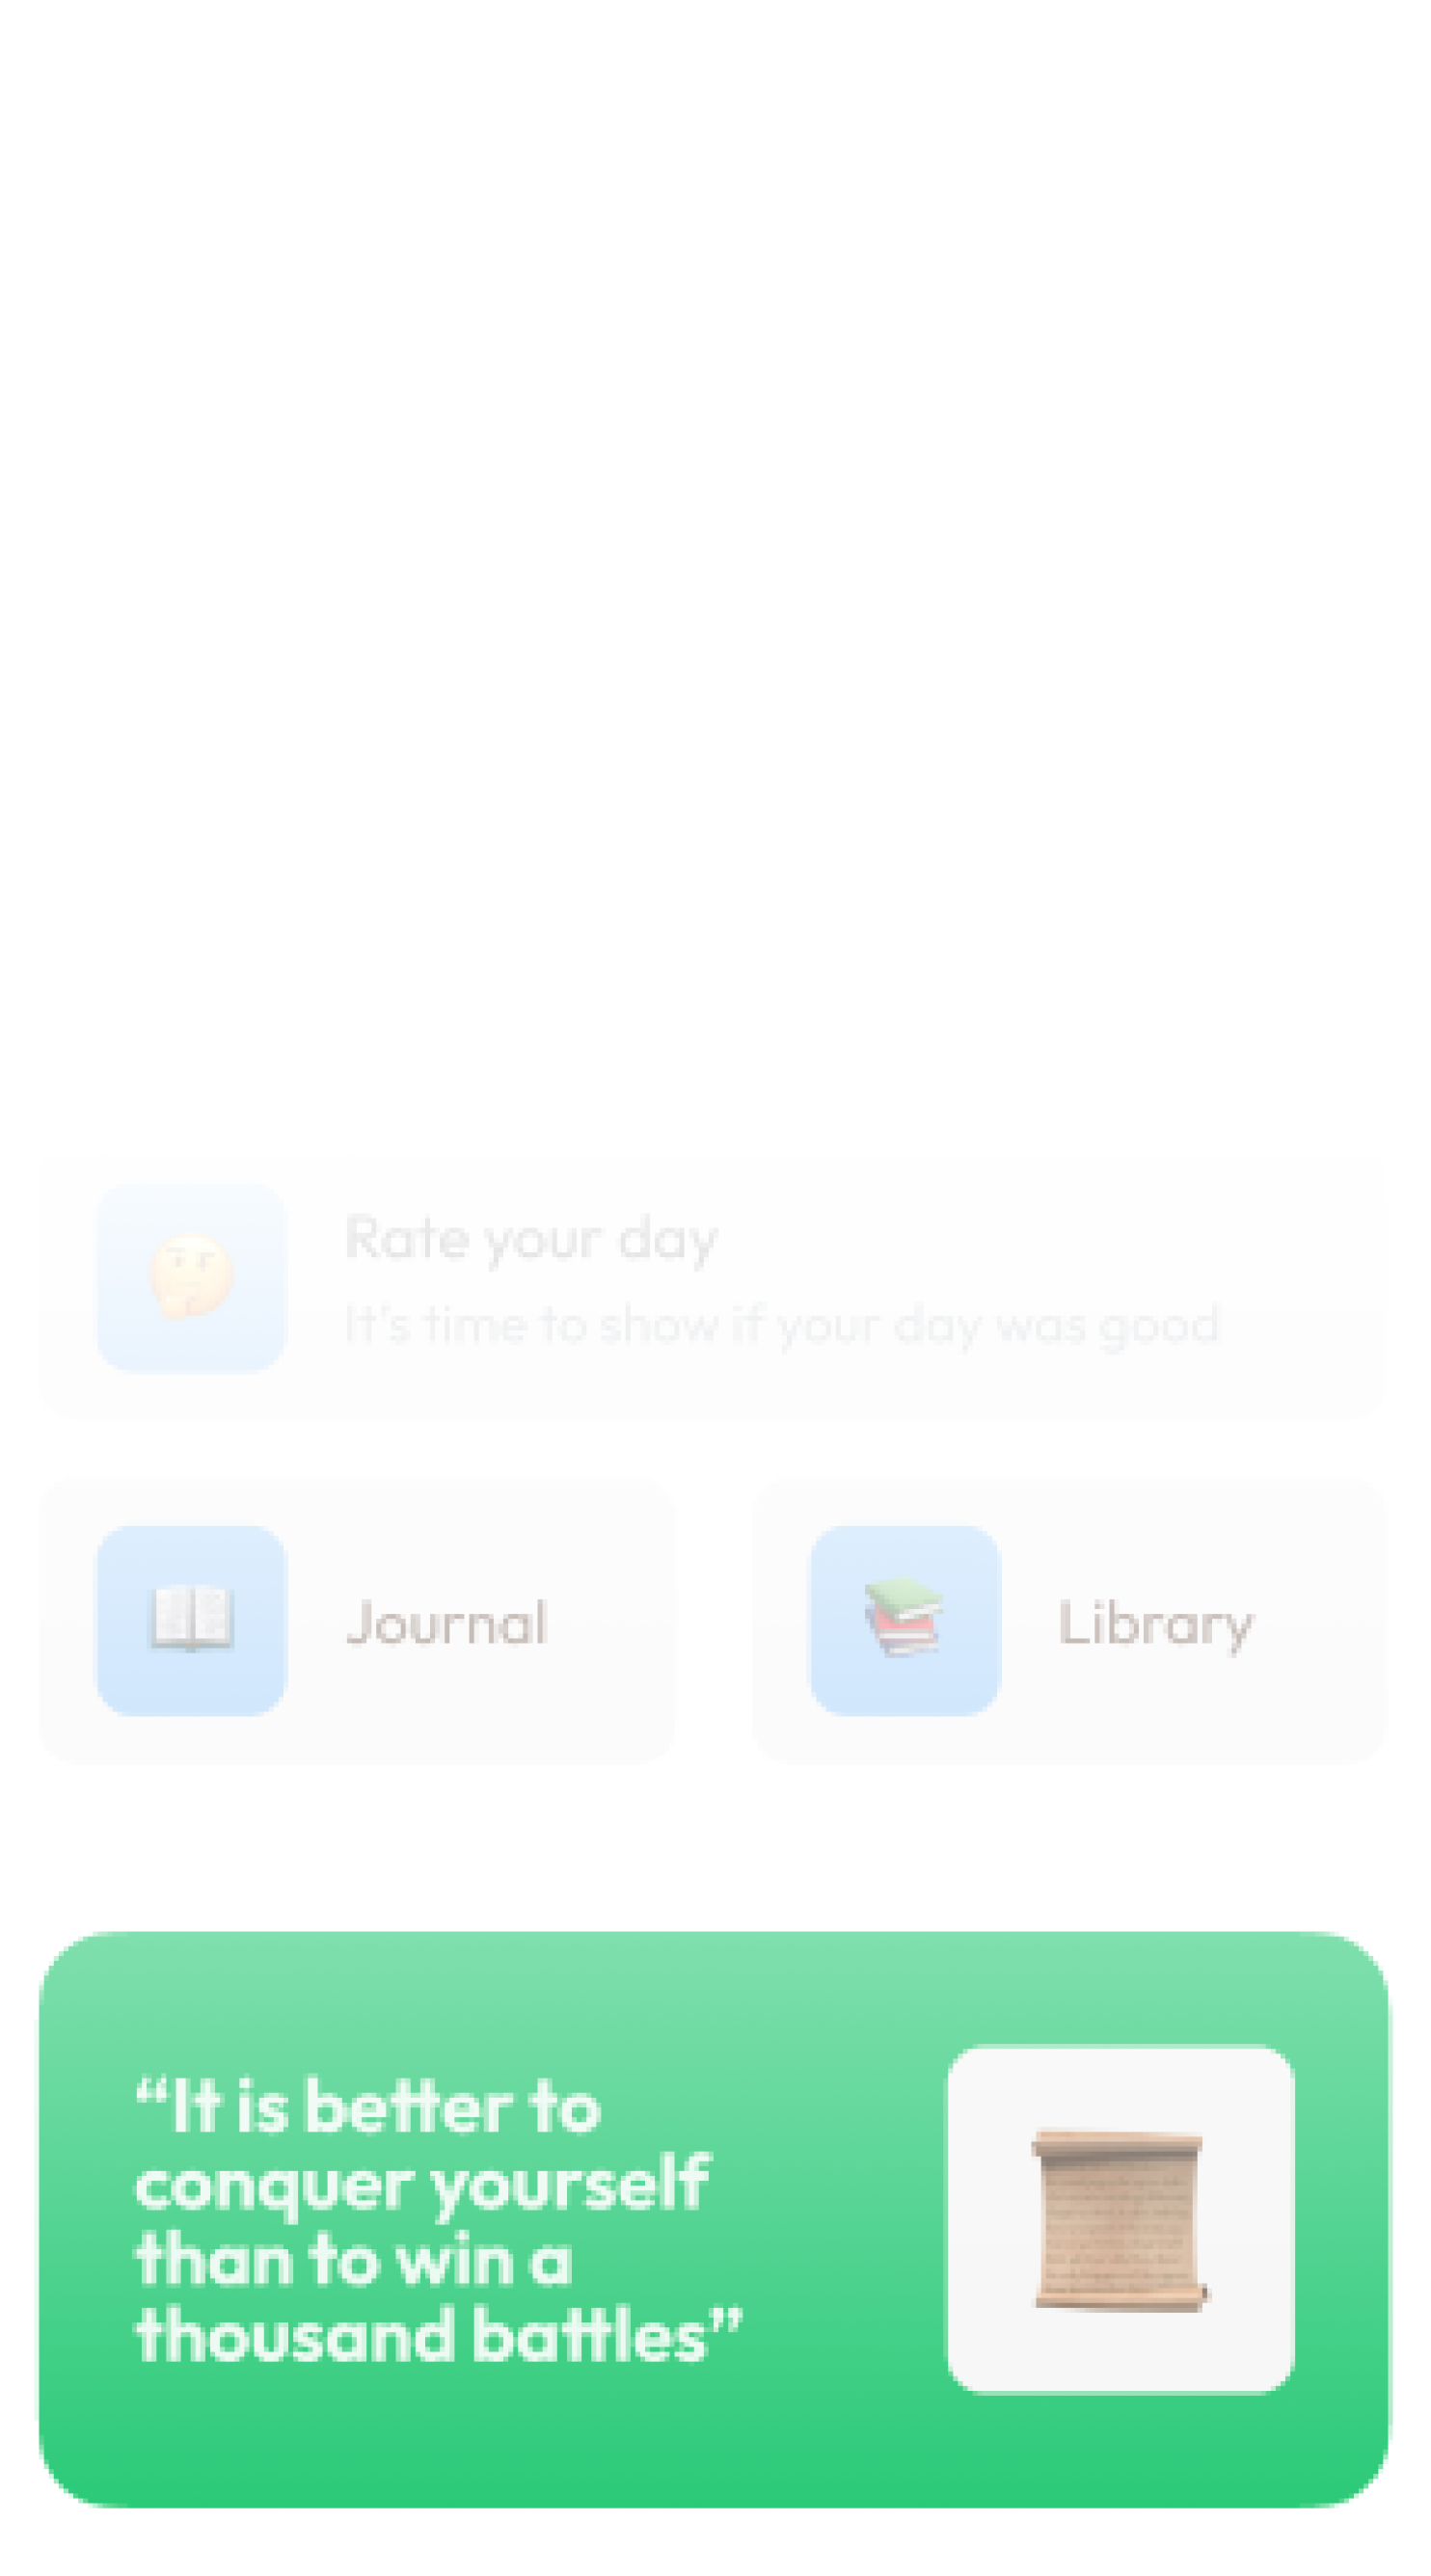 Rate your day
It's time to show if your day was good
Journal
Library
“It is better to
conquer yourself
than to win a
thousand battles”